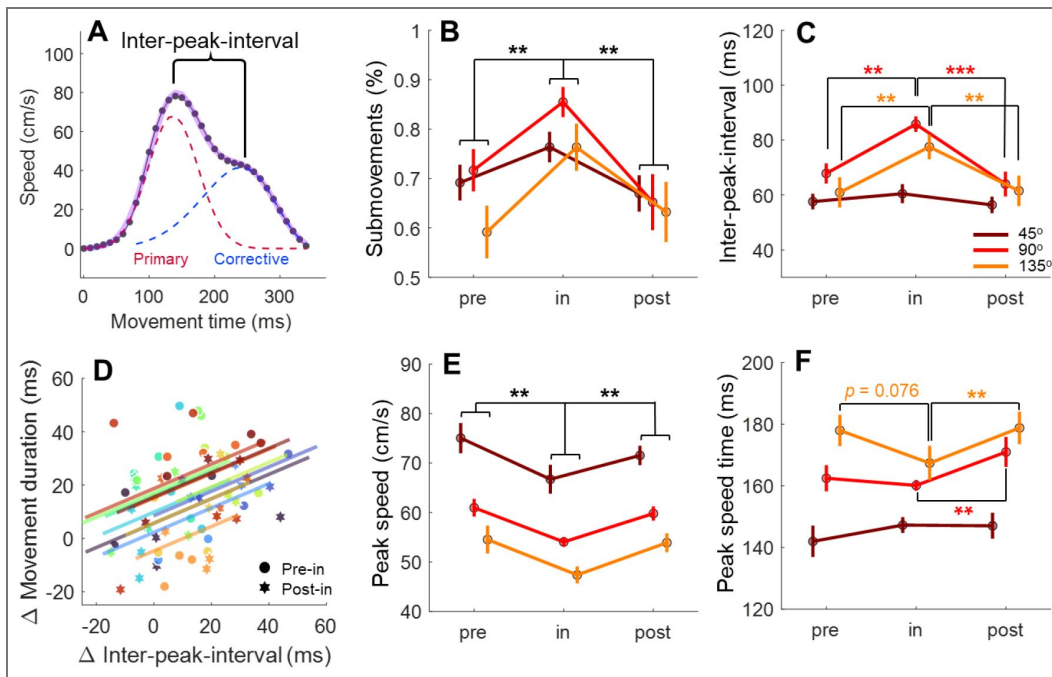 A
Inter-peak-interval
Speed (cm/s)
100
80
60
40
20
0
Primary
Corrective
0
100
200
300
Movement time (ms)
B
**
**
Submovements (%)
1
0.9
0.8
0.7
0.6
0.5
pre
in
post
C
**
***
**
**
Inter-peak-interval (ms)
120
100
80
60
40
45º
90º
135º
pre
in
post
D
Δ Movement duration (ms)
60
40
20
0
-20
Pre-in
Post-in
-20
0
20
40
60
Δ Inter-peak-interval (ms)
E
**
**
Peak speed (cm/s)
90
80
70
60
50
40
pre
in
post
F
p = 0.076
**
**
Peak speed time (ms)
200
180
160
140
120
pre
in
post